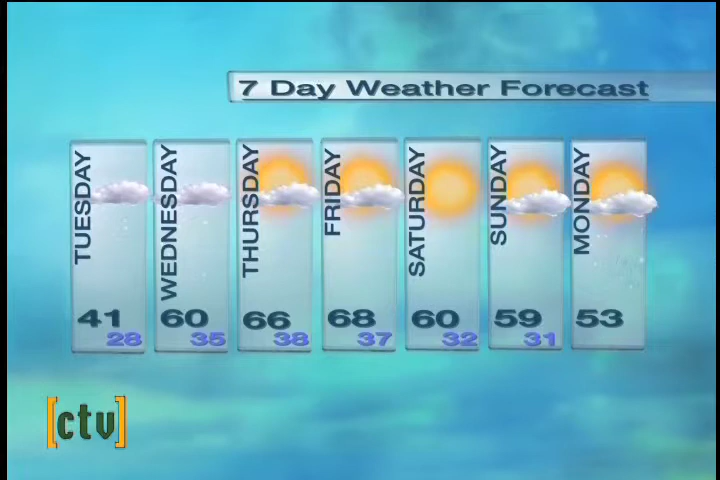 7 Day Weather Forecast
TUESDAY
41
28
WEDNESDAY
60
35
THURSDAY
66
38
FRIDAY
68
37
SATURDAY
60
32
SUNDAY
59
31
MONDAY
53
[ctv]